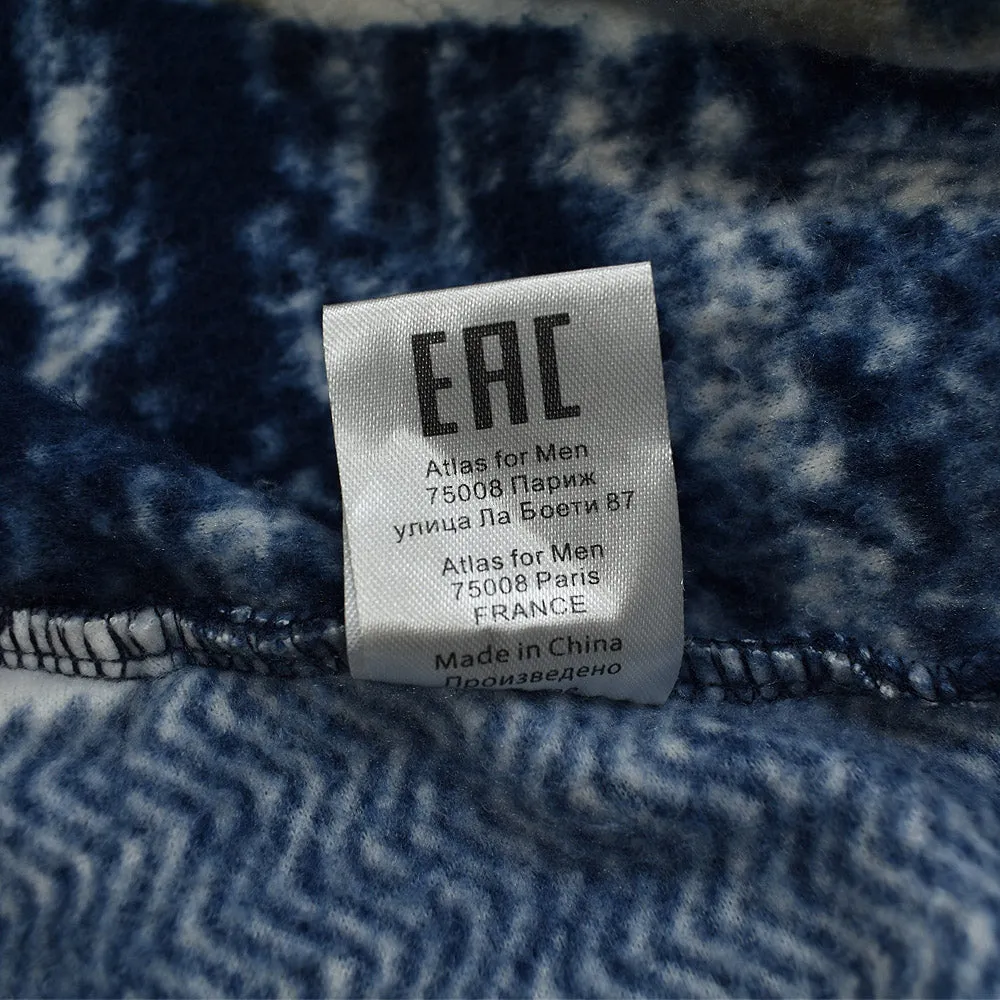 EAC
Atlas for Men
75008 Париж
улица Ла Боети 87
Atlas for Men
75008 Paris
FRANCE
Made in China
Произведено